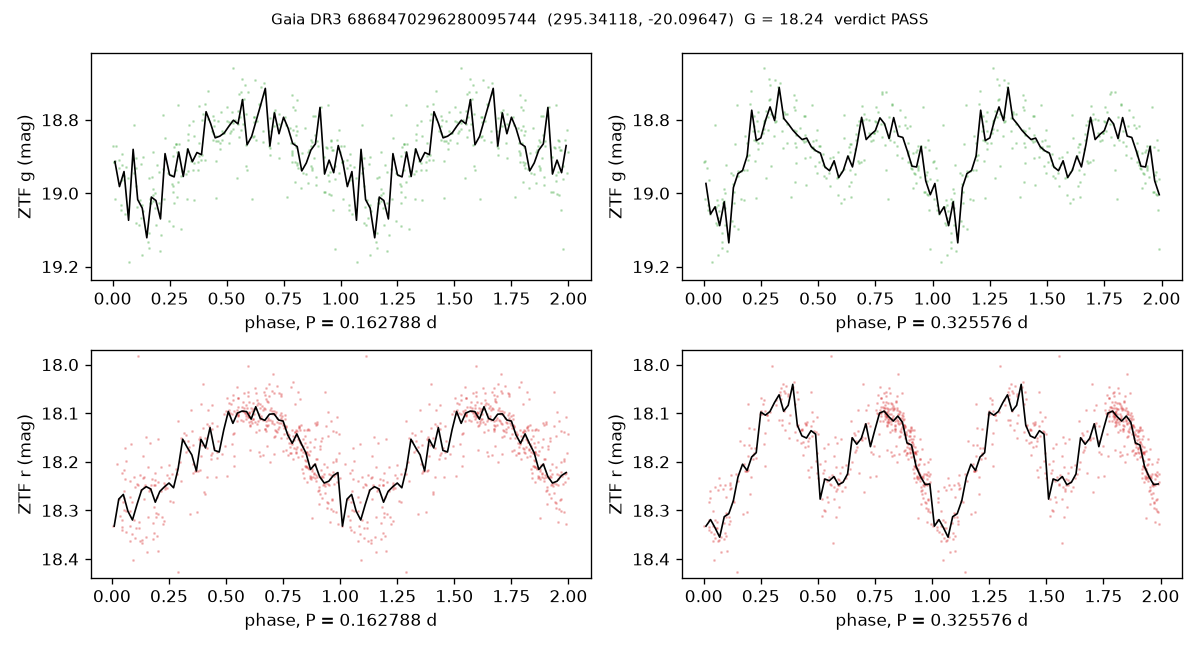 Gaia DR3 6868470296280095744  (295.34118, -20.09647)  G = 18.24  verdict PASS
ZTF g (mag)
18.8
19.0
19.2
0.00 0.25 0.50 0.75 1.00 1.25 1.50 1.75 2.00
phase, P = 0.162788 d
ZTF g (mag)
18.8
19.0
19.2
0.00 0.25 0.50 0.75 1.00 1.25 1.50 1.75 2.00
phase, P = 0.325576 d
ZTF r (mag)
18.0
18.1
18.2
18.3
18.4
0.00 0.25 0.50 0.75 1.00 1.25 1.50 1.75 2.00
phase, P = 0.162788 d
ZTF r (mag)
18.0
18.1
18.2
18.3
18.4
0.00 0.25 0.50 0.75 1.00 1.25 1.50 1.75 2.00
phase, P = 0.325576 d